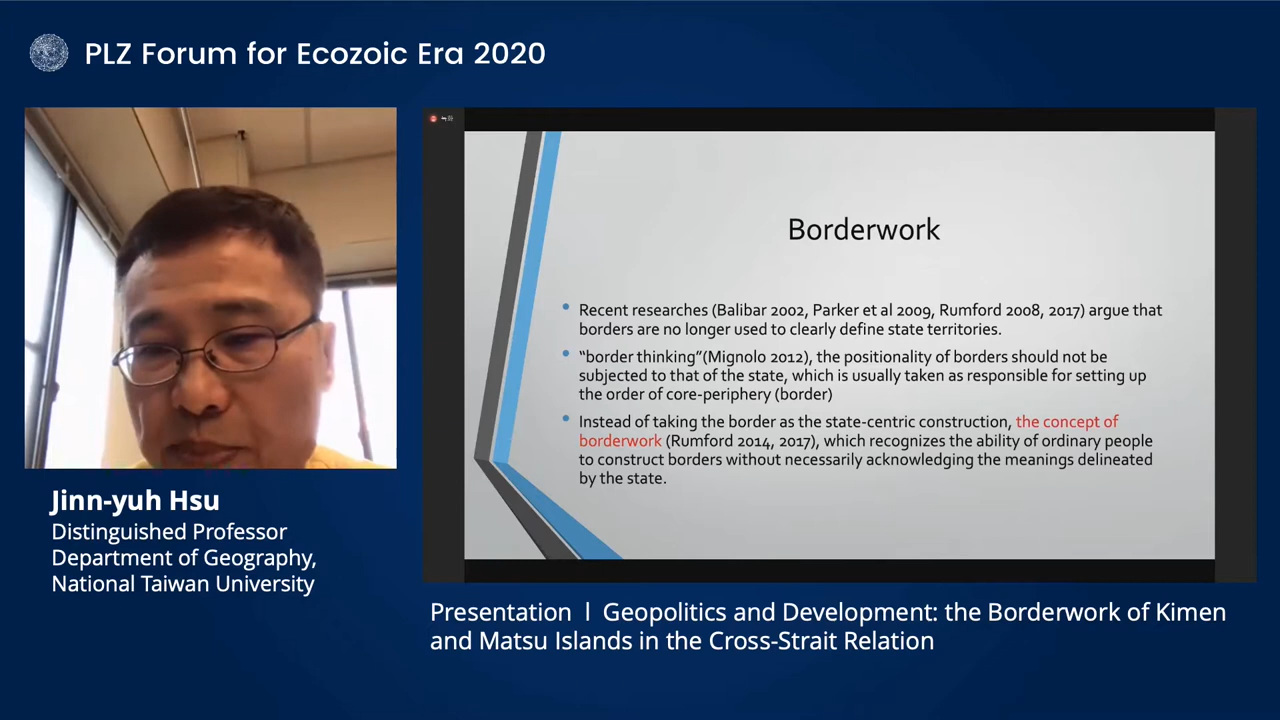 PLZ Forum for Ecozoic Era 2020
Borderwork
Recent researches (Balibar 2002, Parker et al 2009, Rumford 2008, 2017) argue that
borders are no longer used to clearly define state territories.
“border thinking”(Mignolo 2012), the positionality of borders should not be
subjected to that of the state, which is usually taken as responsible for setting up
the order of core-periphery (border)
Instead of taking the border as the state-centric construction, the concept of
borderwork (Rumford 2014, 2017), which recognizes the ability of ordinary people
to construct borders without necessarily acknowledging the meanings delineated
by the state.
Jinn-yuh Hsu
Distinguished Professor
Department of Geography,
National Taiwan University
Presentation l Geopolitics and Development: the Borderwork of Kimen
and Matsu Islands in the Cross-Strait Relation